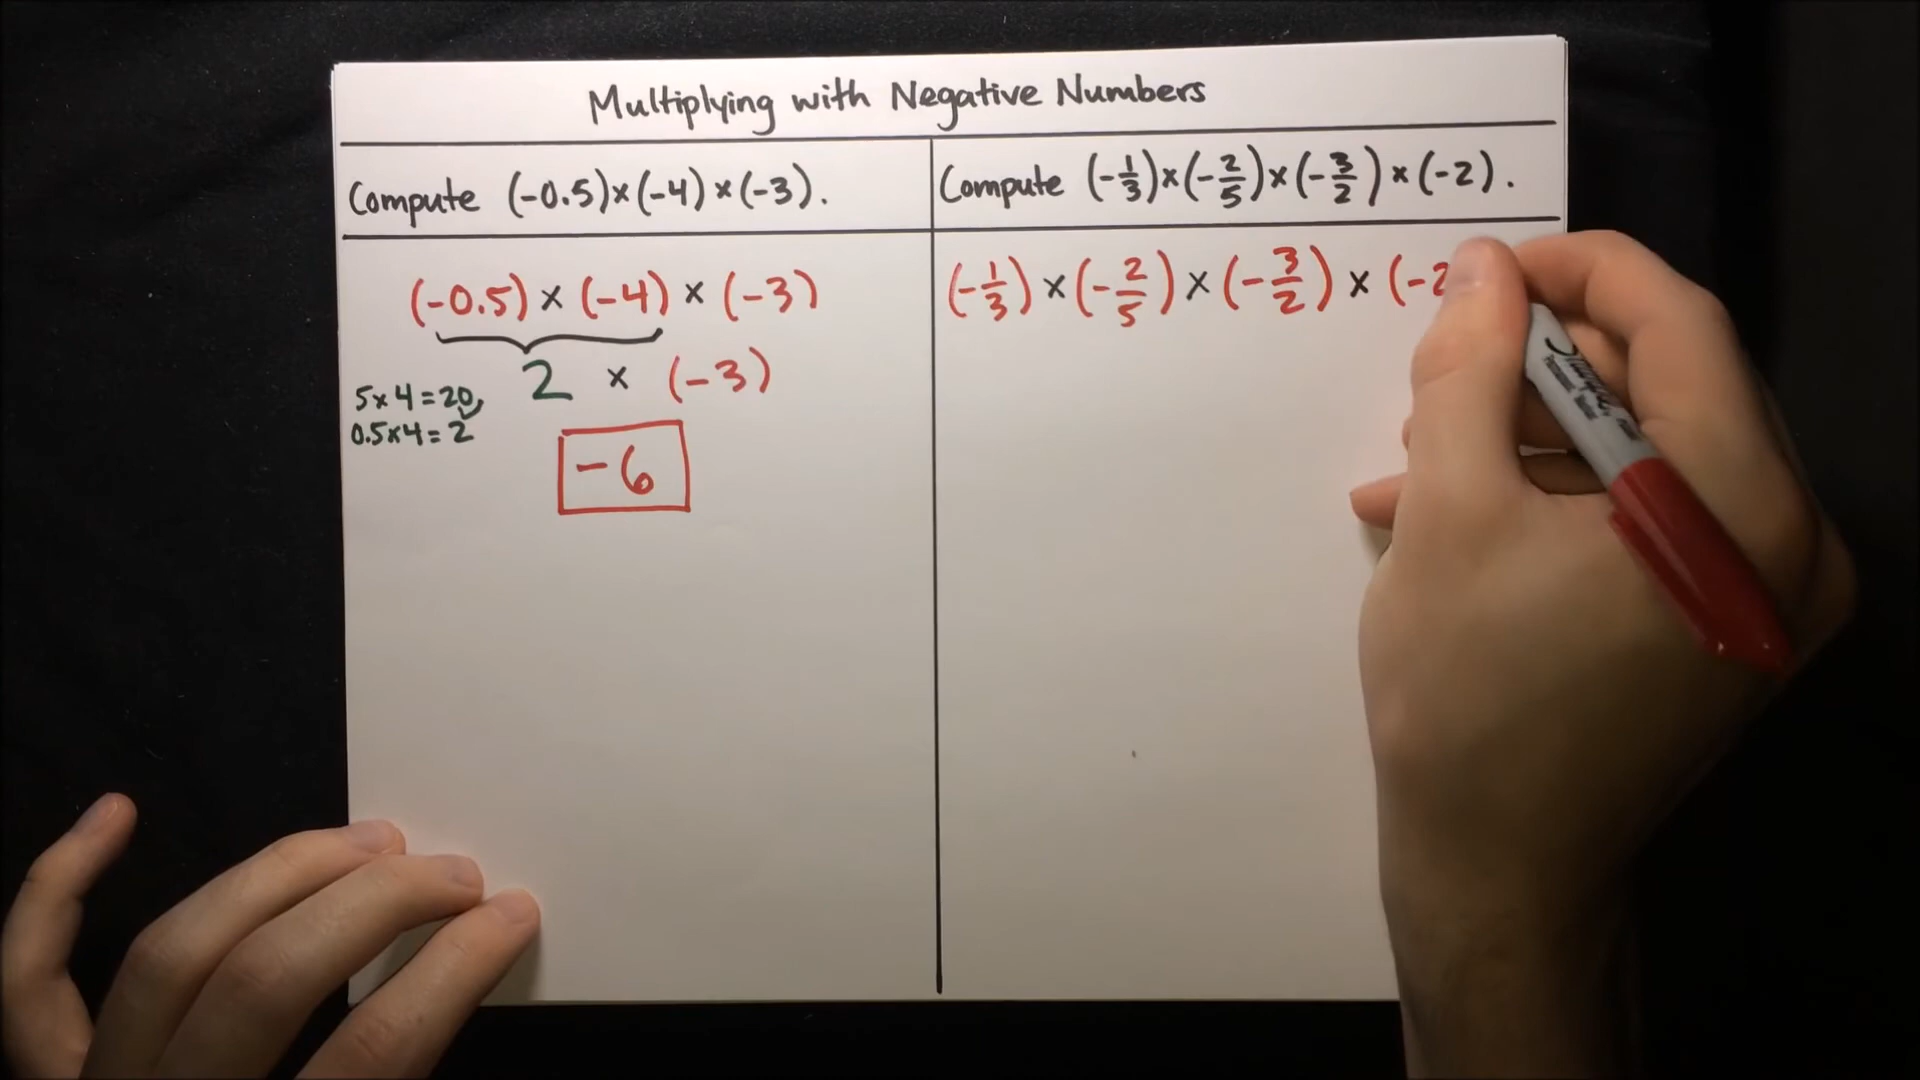 Multiplying with Negative Numbers
Compute (-0.5)×(-4)×(-3).
(-0.5) × (-4) × (-3)
2 × (-3)
5×4=20
0.5×4=2
-6
Compute (-1/3)×(-2/5)×(-3/2)×(-2).
(-1/3)×(-2/5)×(-3/2)×(-2
Sharpie